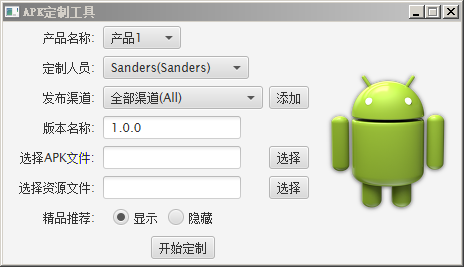 APK定制工具
产品名称: 产品1
定制人员: Sanders(Sanders)
发布渠道: 全部渠道(All) 添加
版本名称: 1.0.0
选择APK文件: 选择
选择资源文件: 选择
精品推荐: 显示 隐藏
开始定制